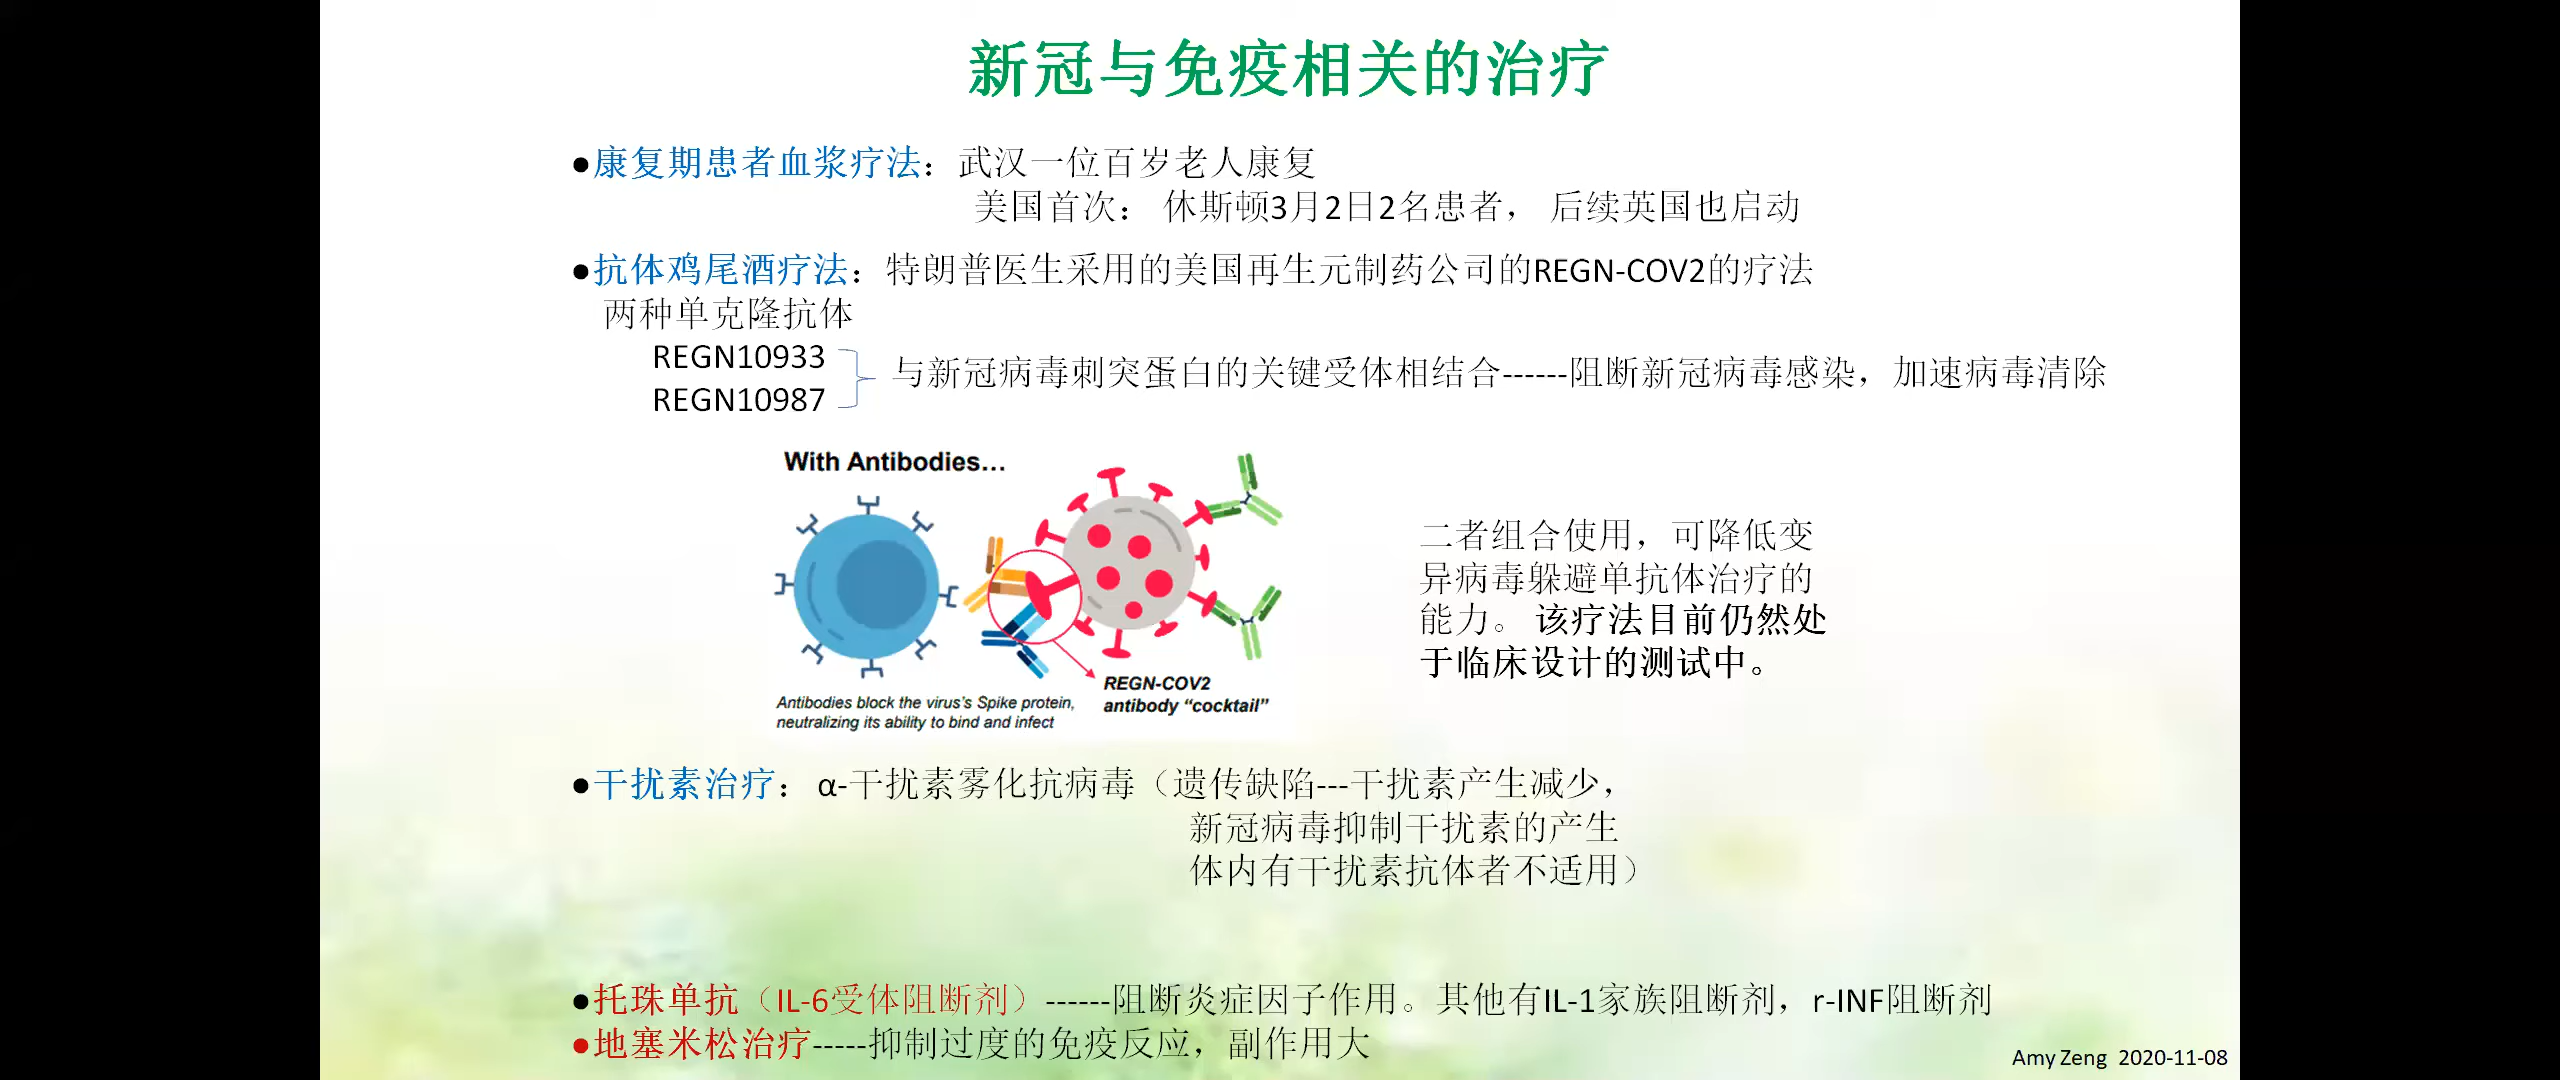 新冠与免疫相关的治疗
●康复期患者血浆疗法：武汉一位百岁老人康复
美国首次： 休斯顿3月2日2名患者， 后续英国也启动
●抗体鸡尾酒疗法：特朗普医生采用的美国再生元制药公司的REGN-COV2的疗法
两种单克隆抗体
REGN10933
REGN10987
与新冠病毒刺突蛋白的关键受体相结合------阻断新冠病毒感染，加速病毒清除
With Antibodies…
Antibodies block the virus's Spike protein,
neutralizing its ability to bind and infect
REGN-COV2
antibody “cocktail”
二者组合使用，可降低变
异病毒躲避单抗体治疗的
能力。该疗法目前仍然处
于临床设计的测试中。
●干扰素治疗： α-干扰素雾化抗病毒（遗传缺陷---干扰素产生减少，
新冠病毒抑制干扰素的产生
体内有干扰素抗体者不适用）
●托珠单抗（IL-6受体阻断剂）------阻断炎症因子作用。其他有IL-1家族阻断剂，r-INF阻断剂
●地塞米松治疗-----抑制过度的免疫反应，副作用大
Amy Zeng 2020-11-08